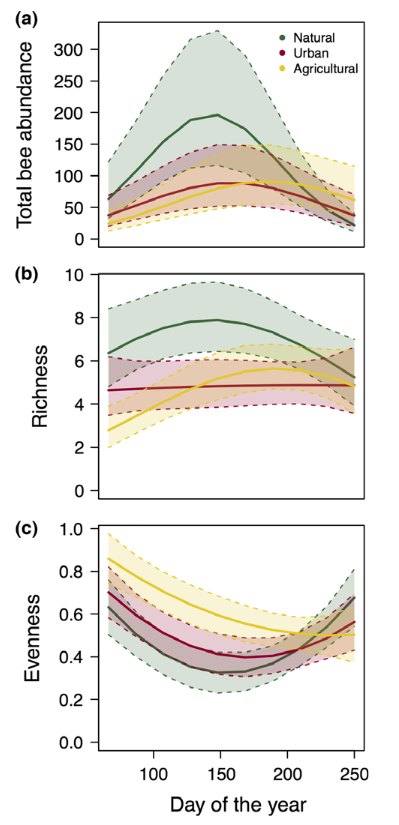 (a)
Total bee abundance
300
250
200
150
100
50
0
Natural
Urban
Agricultural
(b)
Richness
10
8
6
4
2
0
(c)
Evenness
1.0
0.8
0.6
0.4
0.2
0.0
100 150 200 250
Day of the year